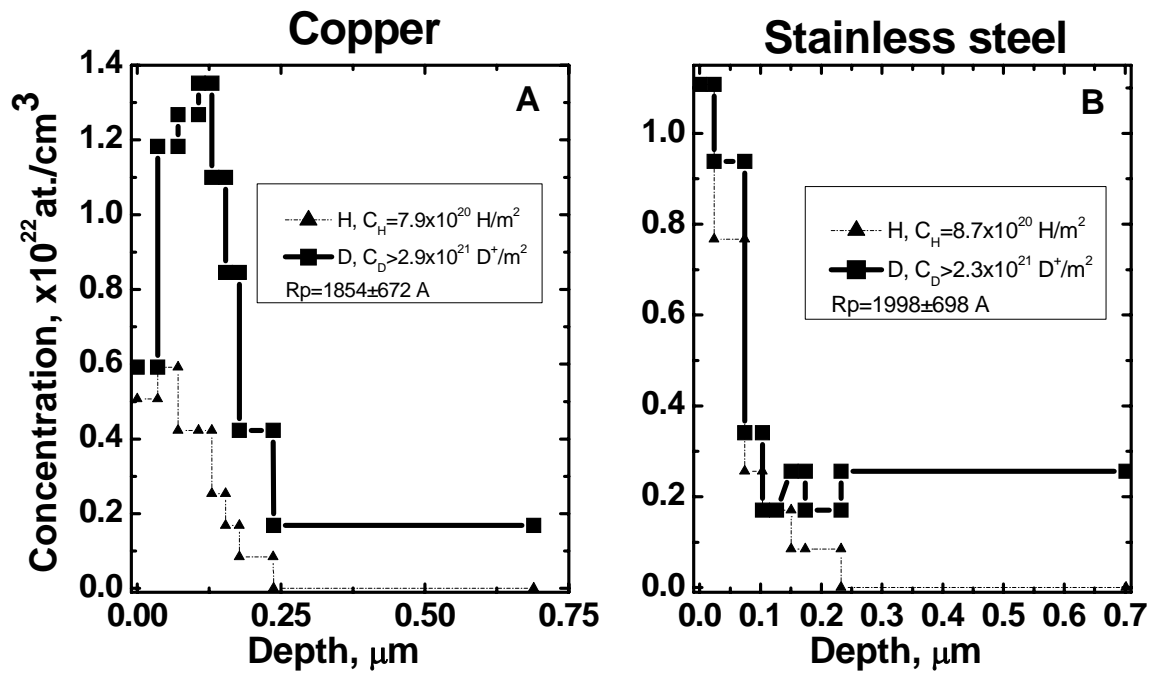 Copper
Stainless steel
Concentration, x10²² at./cm³
1.4
1.2
1.0
0.8
0.6
0.4
0.2
0.0
A
H, C_H=7.9x10²⁰ H/m²
D, C_D>2.9x10²¹ D⁺/m²
Rp=1854±672 A
0.00
0.25
0.50
0.75
Depth, μm
1.0
0.8
0.6
0.4
0.2
0.0
B
H, C_H=8.7x10²⁰ H/m²
D, C_D>2.3x10²¹ D⁺/m²
Rp=1998±698 A
0.0
0.1
0.2
0.3
0.4
0.5
0.6
0.7
Depth, μm